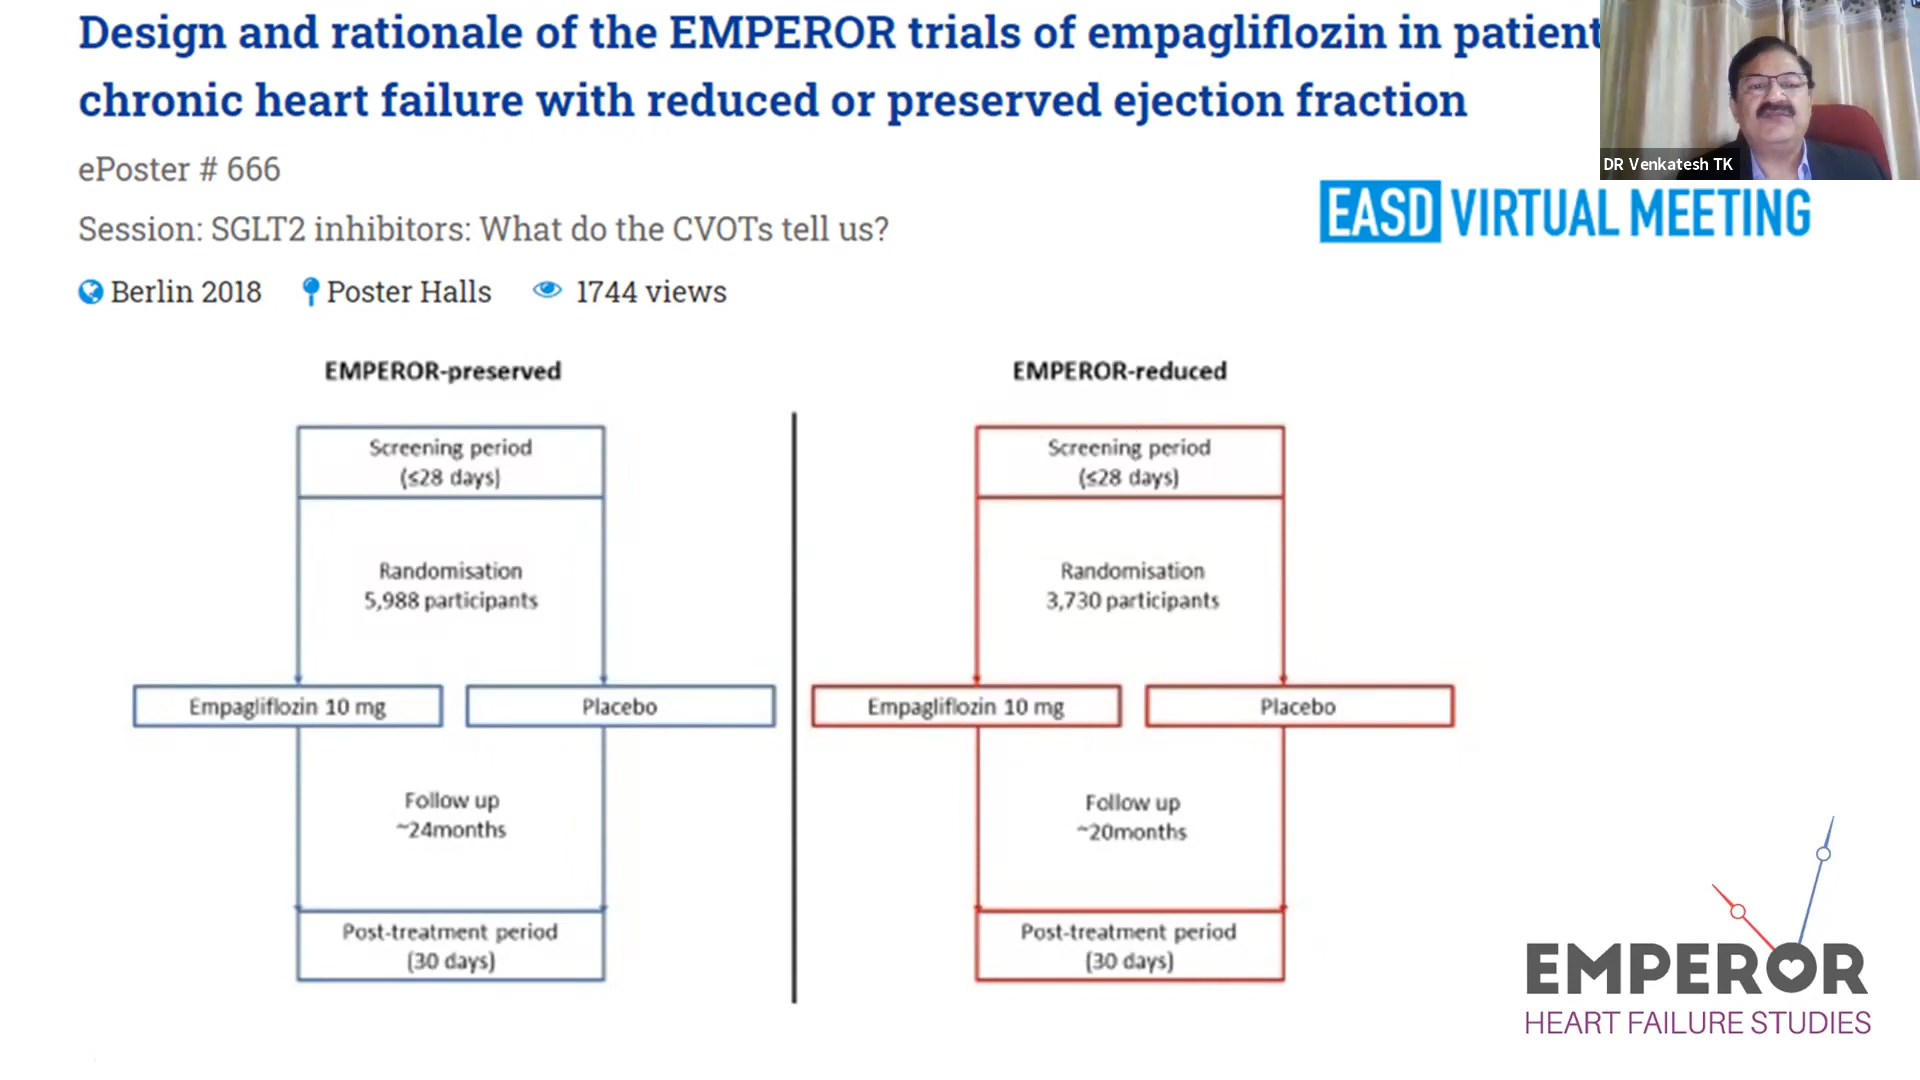 Design and rationale of the EMPEROR trials of empagliflozin in patient
chronic heart failure with reduced or preserved ejection fraction
DR Venkatesh TK
ePoster # 666
Session: SGLT2 inhibitors: What do the CVOTs tell us?
EASD VIRTUAL MEETING
Berlin 2018 Poster Halls 1744 views
EMPEROR-preserved
Screening period
(≤28 days)
Randomisation
5,988 participants
Empagliflozin 10 mg
Placebo
Follow up
~24months
Post-treatment period
(30 days)
EMPEROR-reduced
Screening period
(≤28 days)
Randomisation
3,730 participants
Empagliflozin 10 mg
Placebo
Follow up
~20months
Post-treatment period
(30 days)
EMPEROR
HEART FAILURE STUDIES